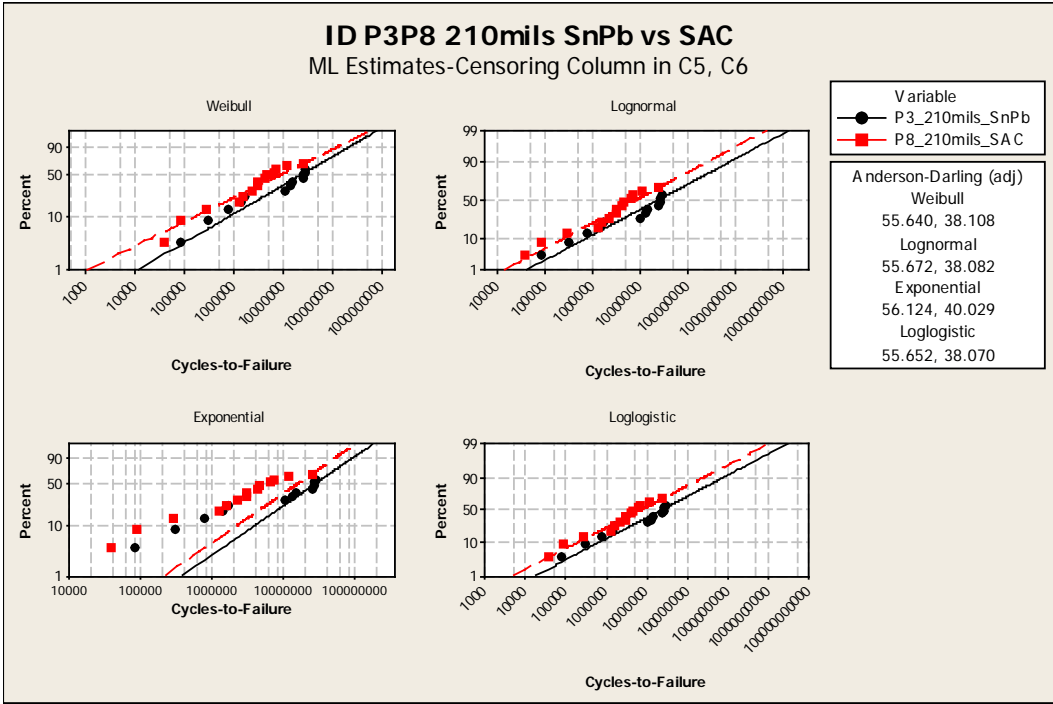 ID P3P8 210mils SnPb vs SAC
ML Estimates-Censoring Column in C5, C6
Weibull
Percent
90
50
10
1
1000
10000
100000
1000000
10000000
100000000
1000000000
Cycles-to-Failure
Lognormal
Percent
99
90
50
10
1
10000
100000
1000000
10000000
100000000
1000000000
10000000000
Cycles-to-Failure
Exponential
Percent
90
50
10
1
10000
100000
1000000
10000000
100000000
Cycles-to-Failure
Loglogistic
Percent
99
90
50
10
1
1000
10000
100000
1000000
10000000
100000000
1000000000
10000000000
100000000000
Cycles-to-Failure
Variable
P3_210mils_SnPb
P8_210mils_SAC
Anderson-Darling (adj)
Weibull
55.640, 38.108
Lognormal
55.672, 38.082
Exponential
56.124, 40.029
Loglogistic
55.652, 38.070